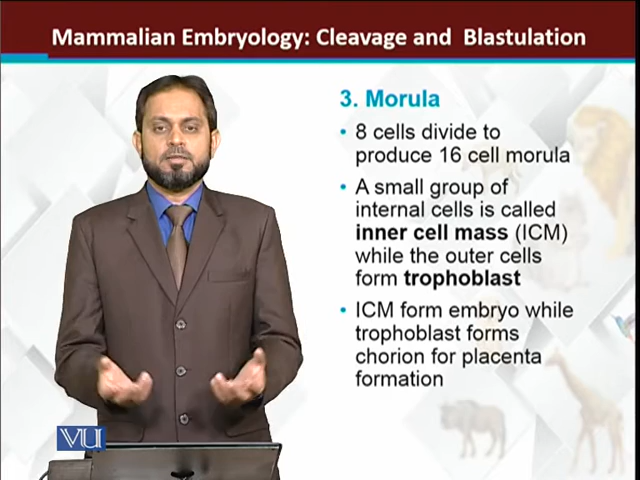 Mammalian Embryology: Cleavage and Blastulation
3. Morula
• 8 cells divide to
produce 16 cell morula
• A small group of
internal cells is called
inner cell mass (ICM)
while the outer cells
form trophoblast
• ICM form embryo while
trophoblast forms
chorion for placenta
formation
VU